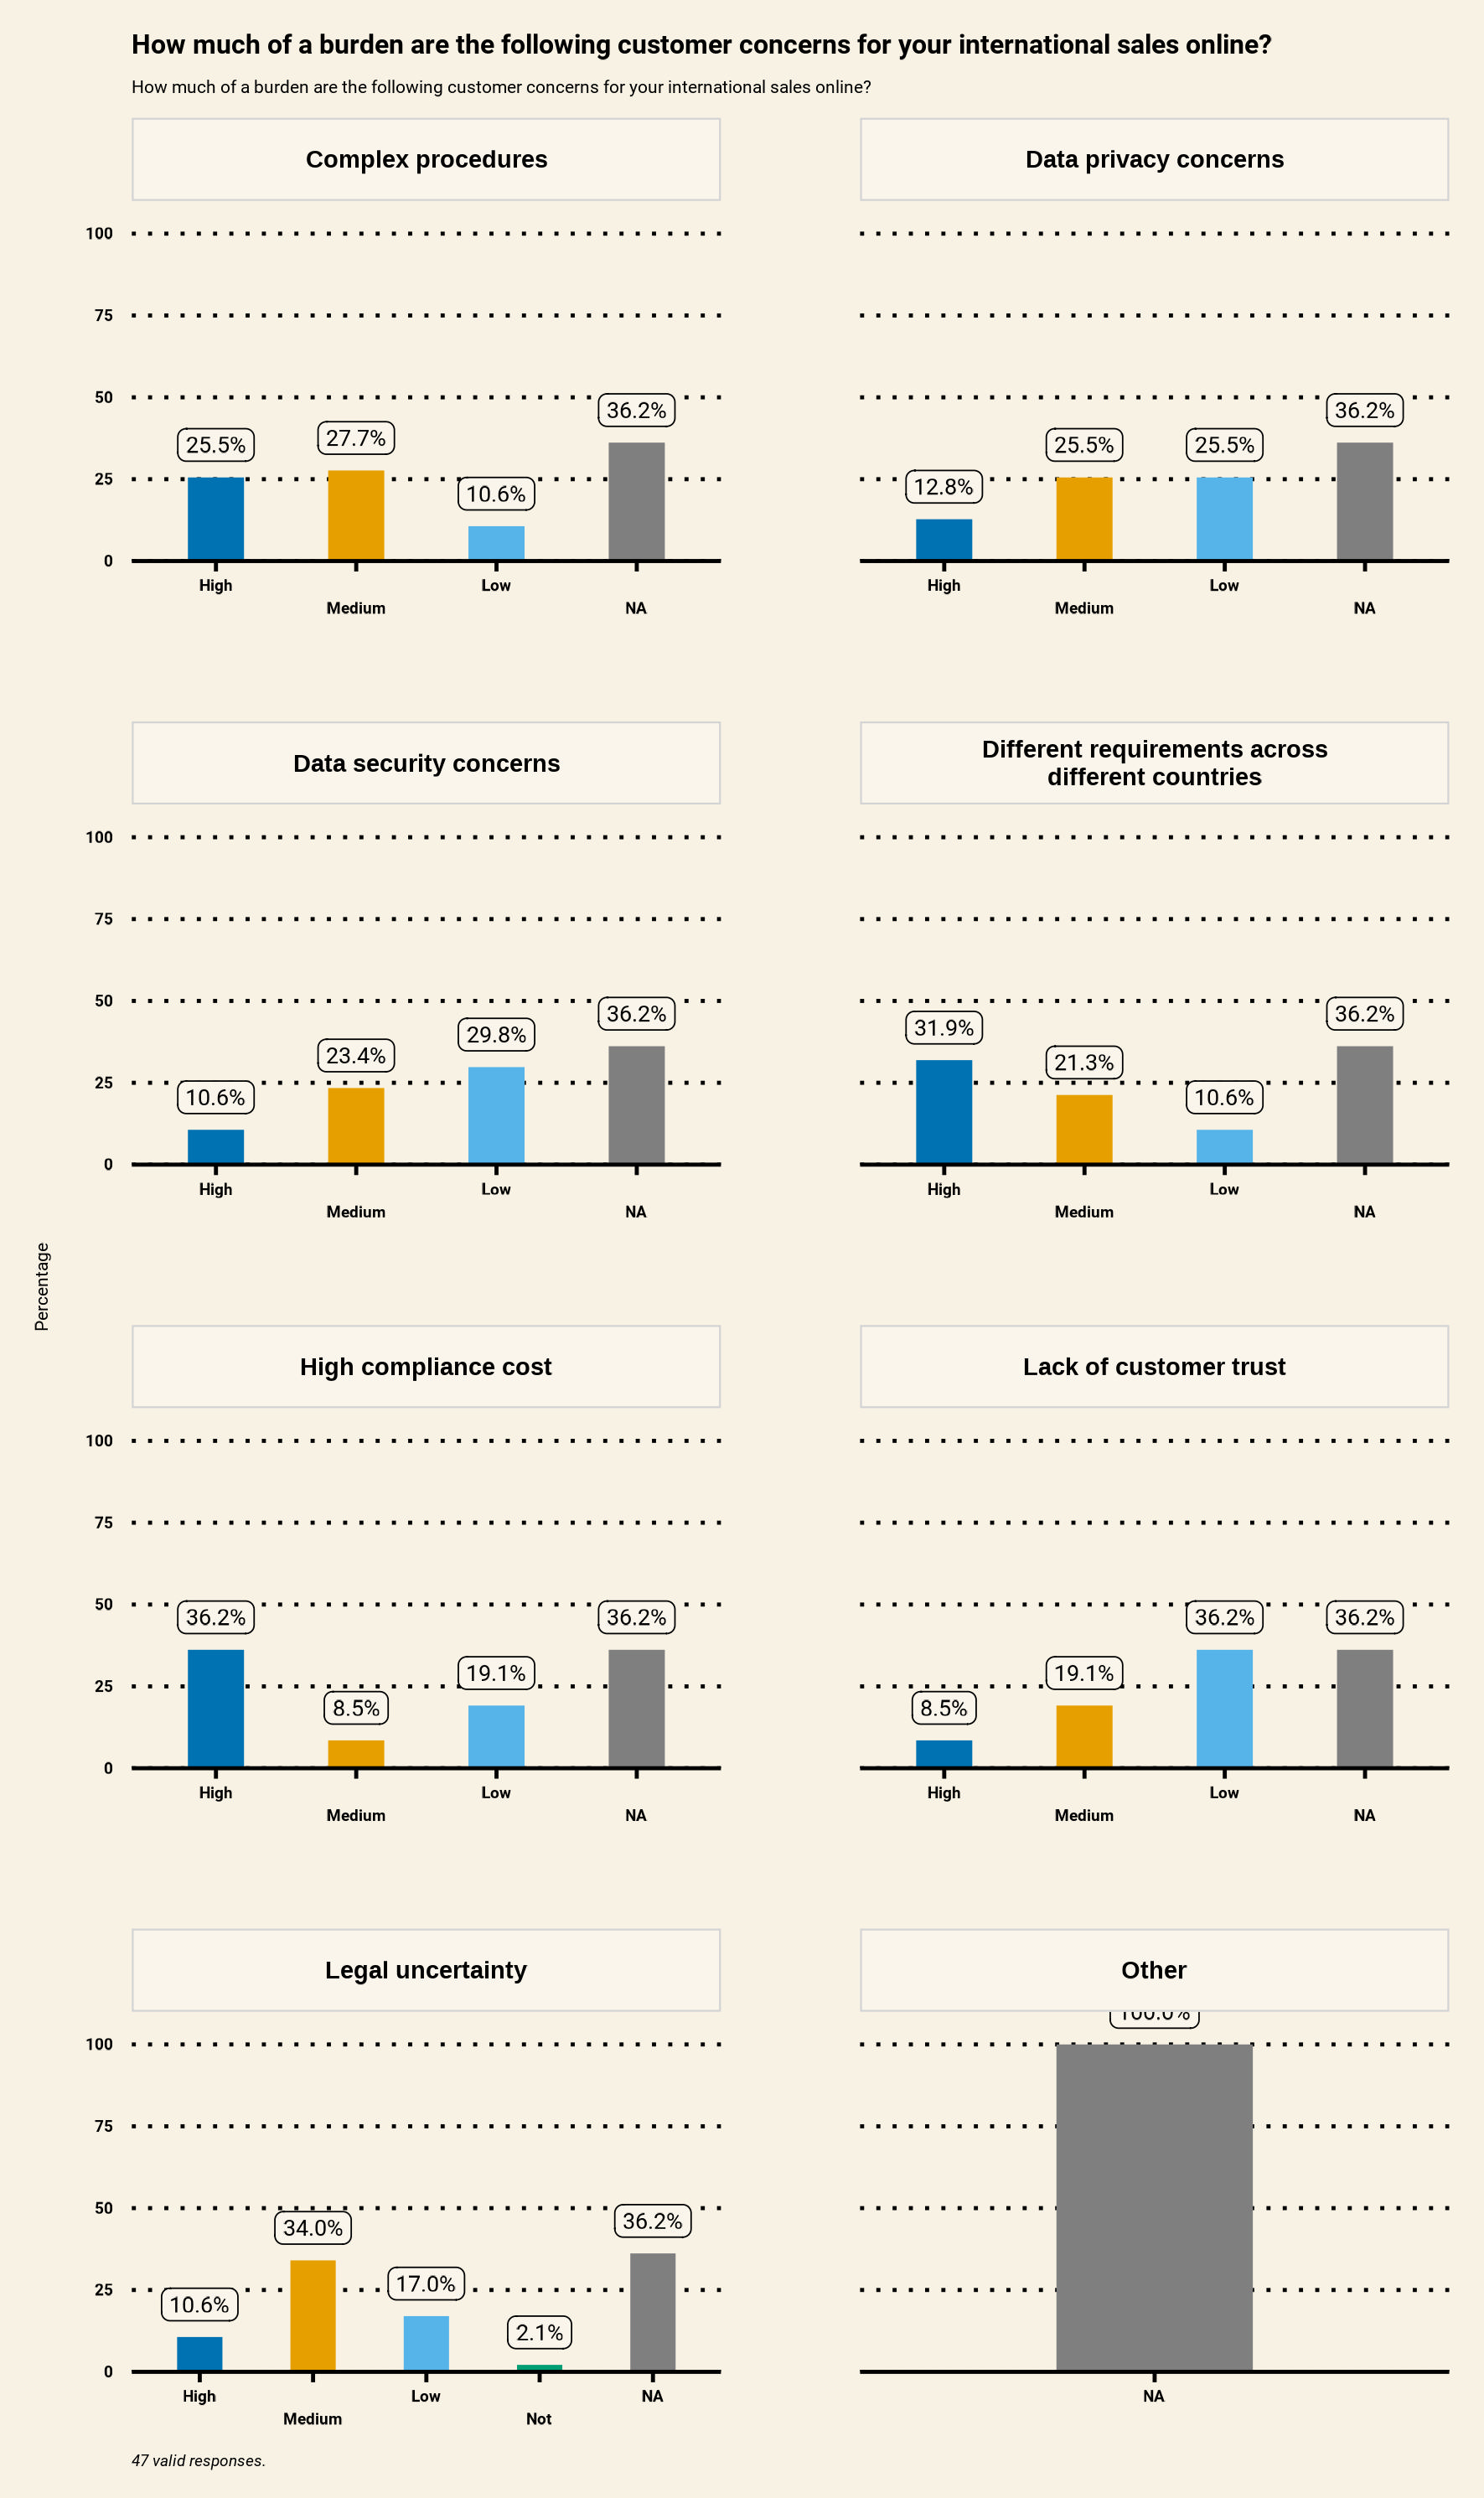 How much of a burden are the following customer concerns for your international sales online?
How much of a burden are the following customer concerns for your international sales online?
Percentage
Complex procedures
100
75
50
25
0
25.5%
27.7%
10.6%
36.2%
High
Medium
Low
NA
Data privacy concerns
12.8%
25.5%
25.5%
36.2%
High
Medium
Low
NA
Data security concerns
100
75
50
25
0
10.6%
23.4%
29.8%
36.2%
High
Medium
Low
NA
Different requirements across
different countries
31.9%
21.3%
10.6%
36.2%
High
Medium
Low
NA
High compliance cost
100
75
50
25
0
36.2%
8.5%
19.1%
36.2%
High
Medium
Low
NA
Lack of customer trust
8.5%
19.1%
36.2%
36.2%
High
Medium
Low
NA
Legal uncertainty
100
75
50
25
0
10.6%
34.0%
17.0%
2.1%
36.2%
High
Medium
Low
Not
NA
Other
100.0%
NA
47 valid responses.